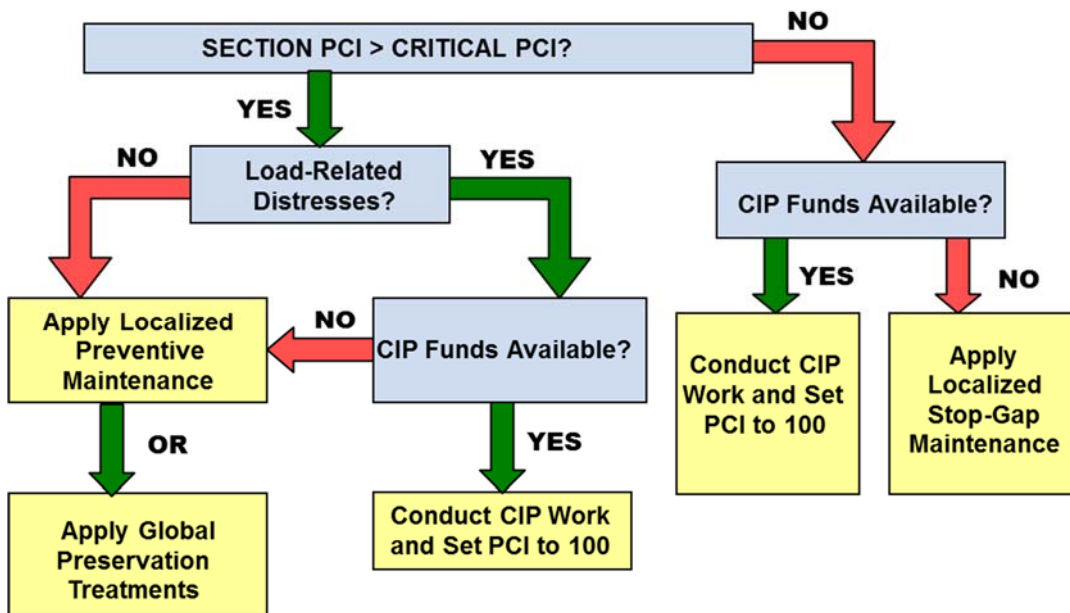 SECTION PCI > CRITICAL PCI?
NO
YES
NO
Load-Related
Distresses?
YES
CIP Funds Available?
YES
NO
Apply Localized
Preventive
Maintenance
NO
CIP Funds Available?
Conduct CIP
Work and Set
PCI to 100
Apply
Localized
Stop-Gap
Maintenance
OR
YES
Apply Global
Preservation
Treatments
Conduct CIP Work
and Set PCI to 100